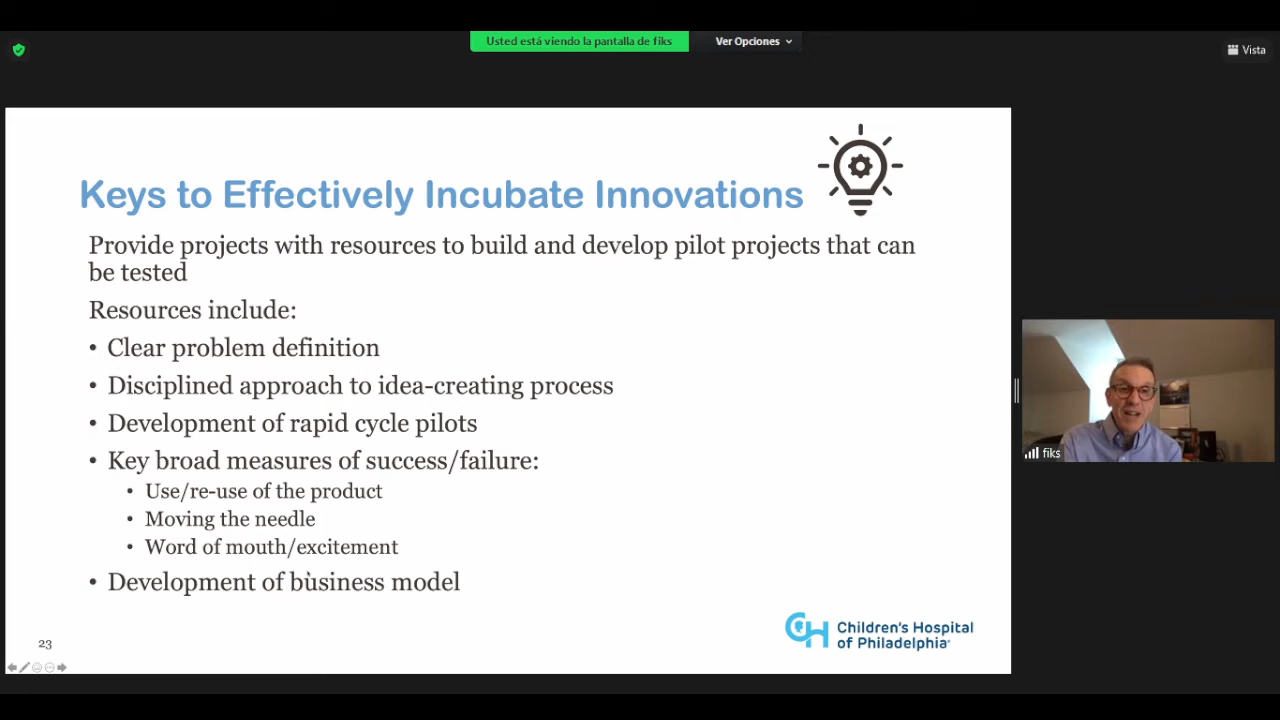 Usted está viendo la pantalla de fiks
Ver Opciones
Vista
Keys to Effectively Incubate Innovations
Provide projects with resources to build and develop pilot projects that can
be tested
Resources include:
• Clear problem definition
• Disciplined approach to idea-creating process
• Development of rapid cycle pilots
• Key broad measures of success/failure:
• Use/re-use of the product
• Moving the needle
• Word of mouth/excitement
• Development of bùsiness model
fiks
23
CH
Children's Hospital
of Philadelphia